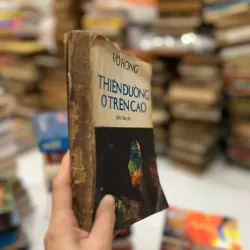 VÕ HỒNG
THIÊN ĐƯỜNG
Ở TRÊN CAO